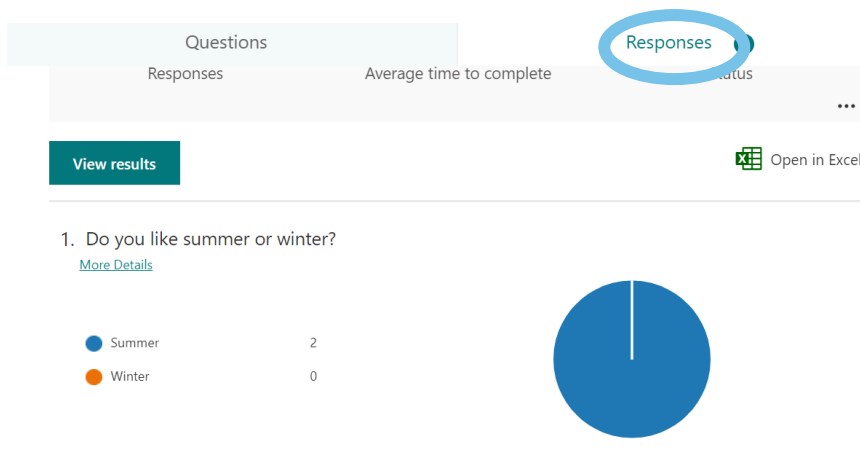 Questions
Responses
Responses
Average time to complete
...
View results
Open in Excel
1. Do you like summer or winter?
More Details
Summer 2
Winter 0